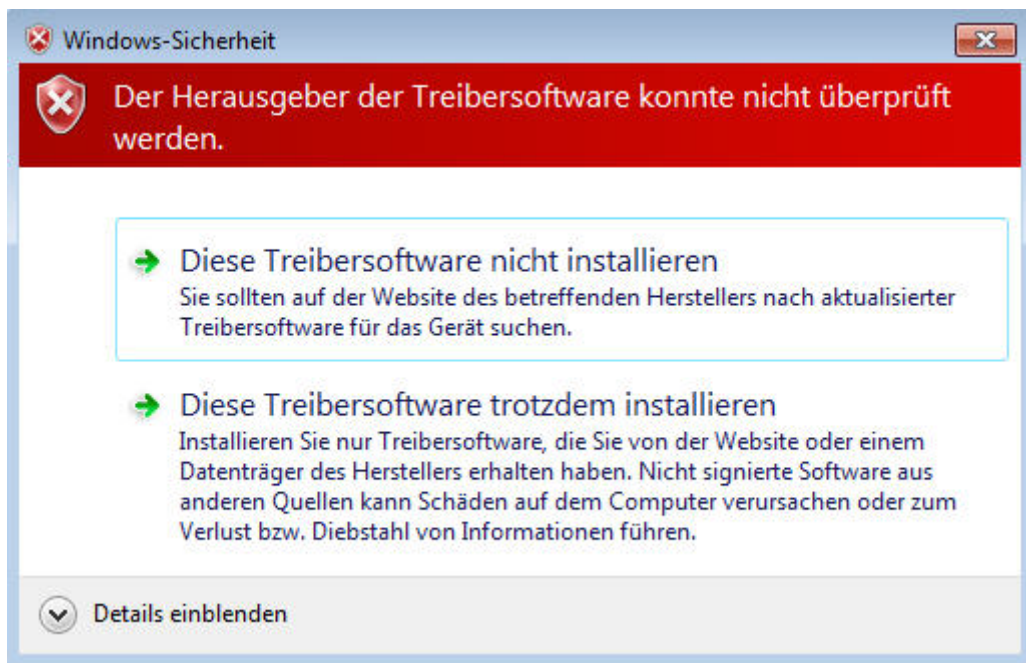 Windows-Sicherheit
Der Herausgeber der Treibersoftware konnte nicht überprüft
werden.
Diese Treibersoftware nicht installieren
Sie sollten auf der Website des betreffenden Herstellers nach aktualisierter
Treibersoftware für das Gerät suchen.
Diese Treibersoftware trotzdem installieren
Installieren Sie nur Treibersoftware, die Sie von der Website oder einem
Datenträger des Herstellers erhalten haben. Nicht signierte Software aus
anderen Quellen kann Schäden auf dem Computer verursachen oder zum
Verlust bzw. Diebstahl von Informationen führen.
Details einblenden